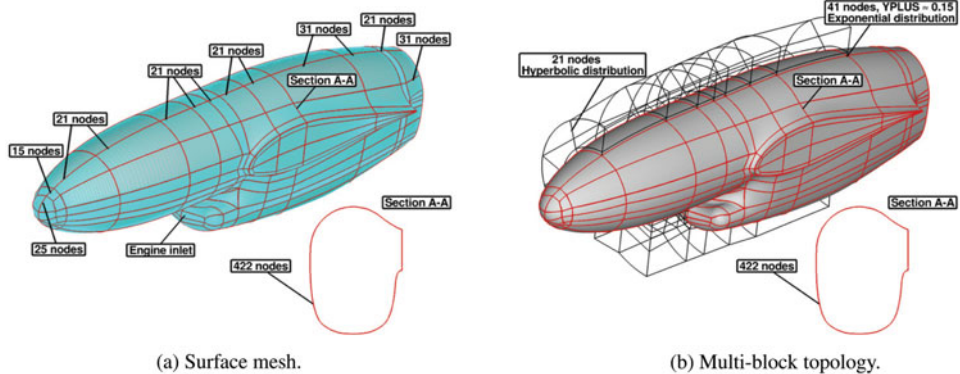 21 nodes
31 nodes
31 nodes
21 nodes
21 nodes
21 nodes
Section A-A
21 nodes
15 nodes
25 nodes
Engine inlet
Section A-A
422 nodes
(a) Surface mesh.
41 nodes, YPLUS ≈ 0.15
Exponential distribution
21 nodes
Hyperbolic distribution
Section A-A
Section A-A
422 nodes
(b) Multi-block topology.